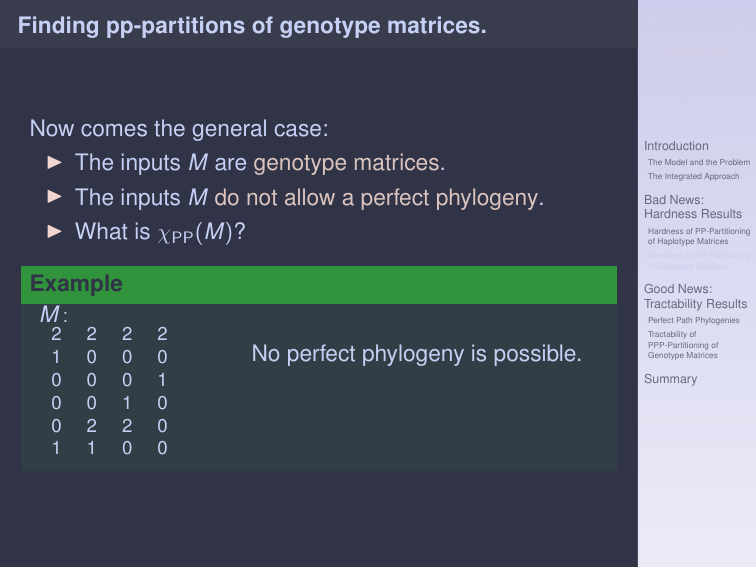 Finding pp-partitions of genotype matrices.
Now comes the general case:
▶ The inputs M are genotype matrices.
▶ The inputs M do not allow a perfect phylogeny.
▶ What is χPP(M)?
Example
M:
2 2 2 2
1 0 0 0
0 0 0 1
0 0 1 0
0 2 2 0
1 1 0 0
No perfect phylogeny is possible.
Introduction
The Model and the Problem
The Integrated Approach
Bad News:
Hardness Results
Hardness of PP-Partitioning
of Haplotype Matrices
Hardness of PP-Partitioning
of Genotype Matrices
Good News:
Tractability Results
Perfect Path Phylogenies
Tractability of
PPP-Partitioning of
Genotype Matrices
Summary